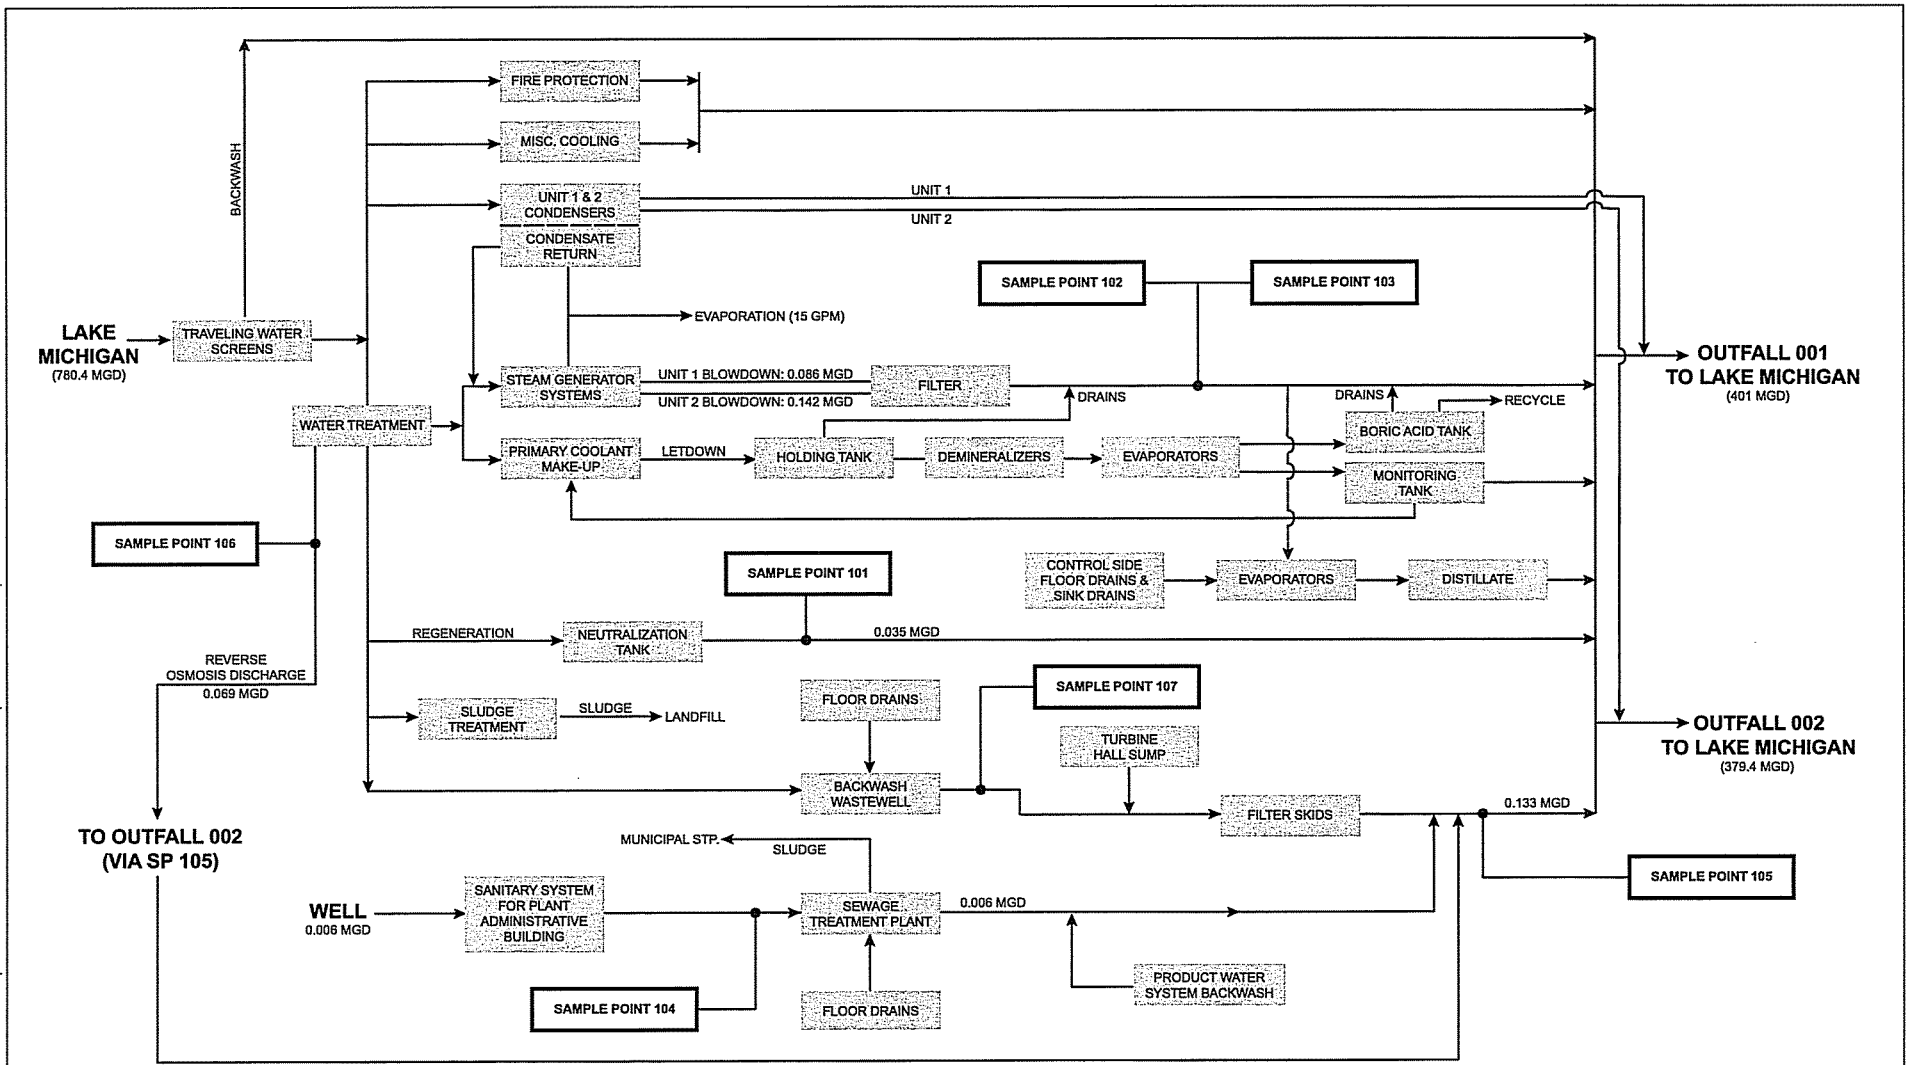 BACKWASH
FIRE PROTECTION
MISC. COOLING
UNIT 1 & 2
CONDENSERS
CONDENSATE
RETURN
UNIT 1
UNIT 2
SAMPLE POINT 102
SAMPLE POINT 103
LAKE
MICHIGAN
(780.4 MGD)
TRAVELING WATER
SCREENS
EVAPORATION (15 GPM)
OUTFALL 001
TO LAKE MICHIGAN
(401 MGD)
WATER TREATMENT
STEAM GENERATOR
SYSTEMS
UNIT 1 BLOWDOWN: 0.086 MGD
UNIT 2 BLOWDOWN: 0.142 MGD
FILTER
DRAINS
DRAINS
RECYCLE
BORIC ACID TANK
PRIMARY COOLANT
MAKE-UP
LETDOWN
HOLDING TANK
DEMINERALIZERS
EVAPORATORS
MONITORING
TANK
SAMPLE POINT 106
SAMPLE POINT 101
CONTROL SIDE
FLOOR DRAINS &
SINK DRAINS
EVAPORATORS
DISTILLATE
REGENERATION
NEUTRALIZATION
TANK
0.035 MGD
REVERSE
OSMOSIS DISCHARGE
0.069 MGD
SAMPLE POINT 107
SLUDGE
TREATMENT
SLUDGE
LANDFILL
FLOOR DRAINS
TURBINE
HALL SUMP
OUTFALL 002
TO LAKE MICHIGAN
(379.4 MGD)
BACKWASH
WASTEWELL
FILTER SKIDS
0.133 MGD
TO OUTFALL 002
(VIA SP 105)
MUNICIPAL STP.
SLUDGE
SAMPLE POINT 105
WELL
0.006 MGD
SANITARY SYSTEM
FOR PLANT
ADMINISTRATIVE
BUILDING
SEWAGE
TREATMENT PLANT
0.006 MGD
SAMPLE POINT 104
FLOOR DRAINS
PRODUCT WATER
SYSTEM BACKWASH